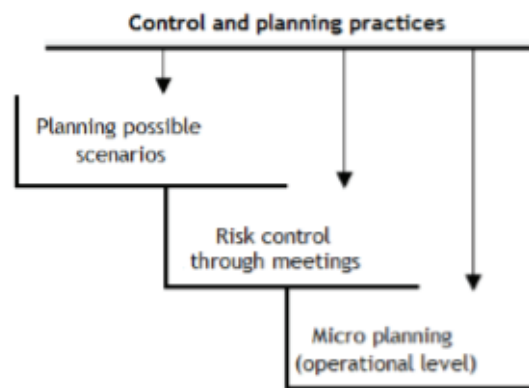 Control and planning practices
Planning possible
scenarios
Risk control
through meetings
Micro planning
(operational level)